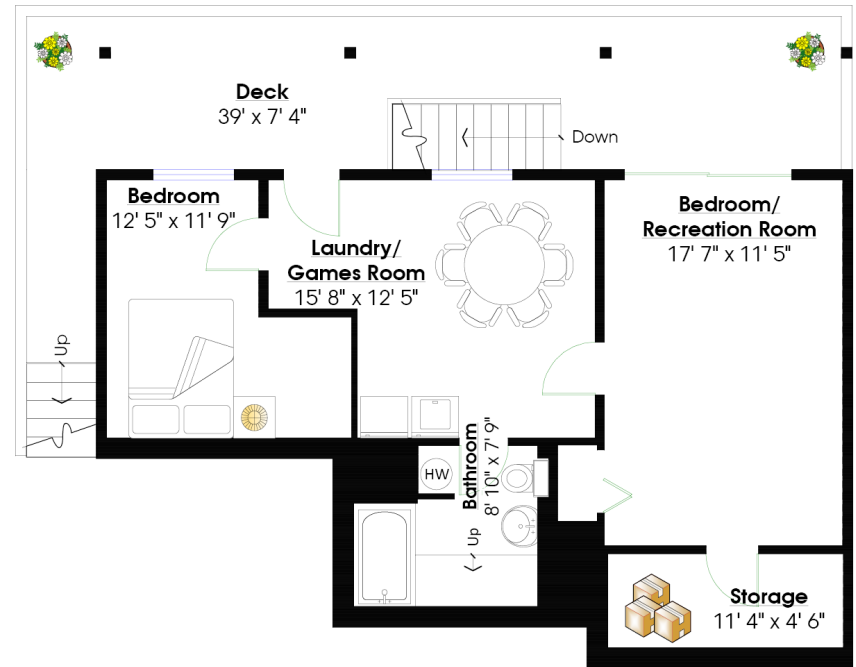 Deck
39' x 7' 4"
Down
Bedroom
12' 5" x 11' 9"
Laundry/
Games Room
15' 8" x 12' 5"
Bedroom/
Recreation Room
17' 7" x 11' 5"
Up
HW
Bathroom
8' 10" x 7' 9"
Up
Storage
11' 4" x 4' 6"